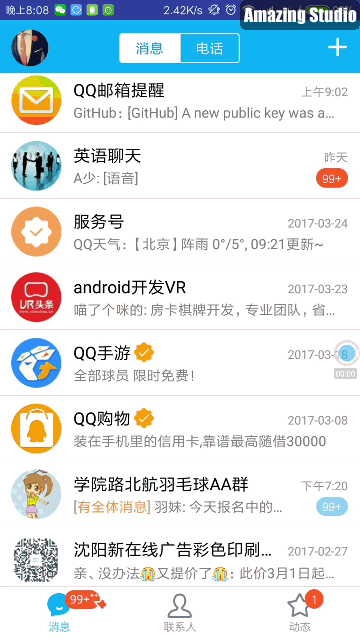 晚上8:08 2.42K/s
Amazing Studio
消息 电话
QQ邮箱提醒 上午9:02
GitHub: [GitHub] A new public key was a...
英语聊天 昨天
A少: [语音] 99+
服务号 2017-03-24
QQ天气：【北京】阵雨 0°/5°, 09:21更新~
android开发VR 2017-03-23
喵了个咪的: 房卡棋牌开发，专业团队，省...
VR头条
QQ手游
全部球员 限时免费！
00:00
QQ购物 2017-03-08
装在手机里的信用卡,靠谱最高随借30000
学院路北航羽毛球AA群 下午7:20
[有全体消息] 羽妹: 今天报名中的... 99+
沈阳新在线广告彩色印刷... 2017-02-27
亲、没办法😭又提价了😭: 此价3月1日起...
99+ 1
消息 联系人 动态